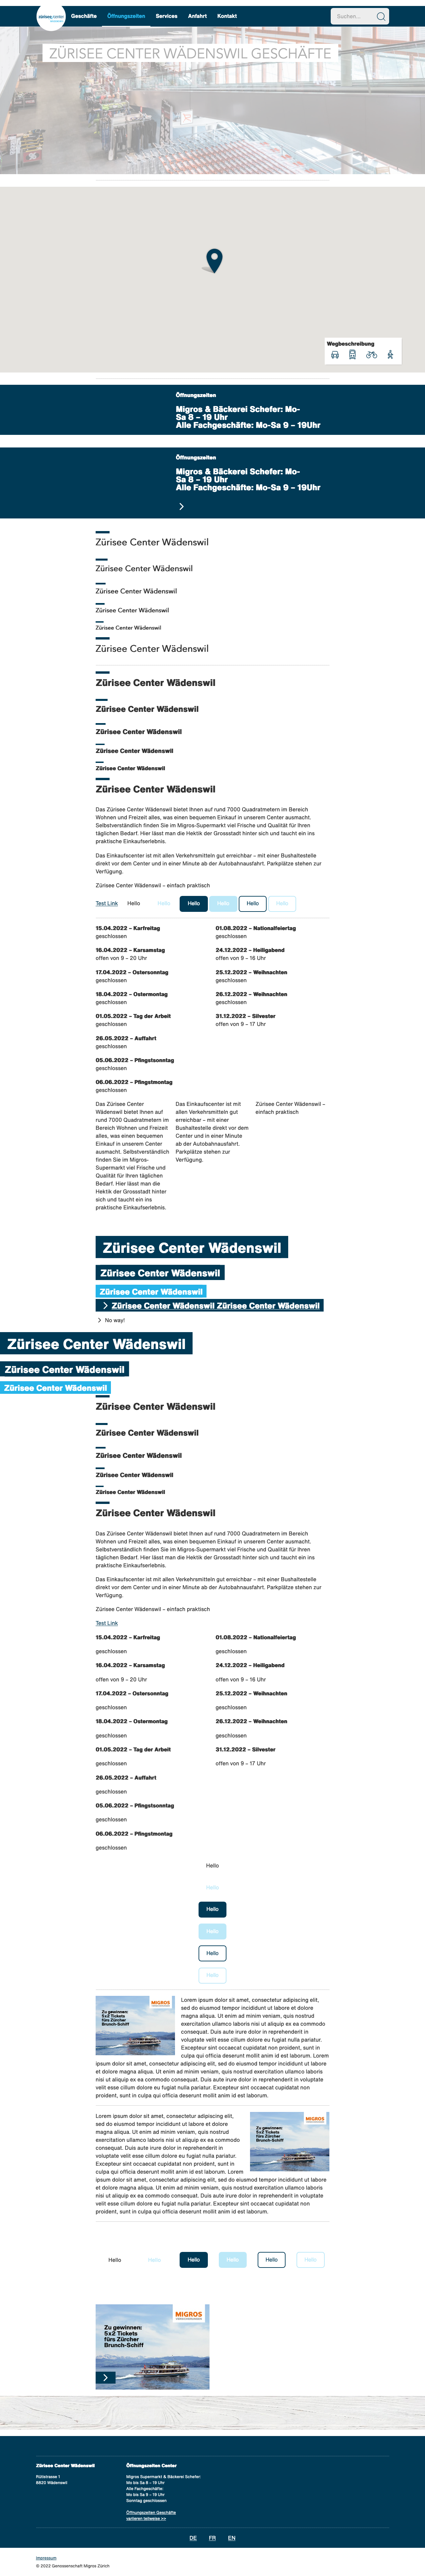 zürisee center
Geschäfte
Öffnungszeiten
Services
Anfahrt
Kontakt
Suchen...
ZÜRISEE CENTER WÄDENSWIL GESCHÄFTE
Wegbeschreibung
Öffnungszeiten
Migros & Bäckerei Schefer: Mo-
Sa 8 – 19 Uhr
Alle Fachgeschäfte: Mo-Sa 9 – 19Uhr
Öffnungszeiten
Migros & Bäckerei Schefer: Mo-
Sa 8 – 19 Uhr
Alle Fachgeschäfte: Mo-Sa 9 – 19Uhr
Zürisee Center Wädenswil
Zürisee Center Wädenswil
Zürisee Center Wädenswil
Zürisee Center Wädenswil
Zürisee Center Wädenswil
Zürisee Center Wädenswil
Zürisee Center Wädenswil
Zürisee Center Wädenswil
Zürisee Center Wädenswil
Zürisee Center Wädenswil
Zürisee Center Wädenswil
Zürisee Center Wädenswil
Das Zürisee Center Wädenswil bietet Ihnen auf rund 7000 Quadratmetern im Bereich
Wohnen und Freizeit alles, was einen bequemen Einkauf in unserem Center ausmacht.
Selbstverständlich finden Sie im Migros-Supermarkt viel Frische und Qualität für Ihren
täglichen Bedarf. Hier lässt man die Hektik der Grossstadt hinter sich und taucht ein ins
praktische Einkaufserlebnis.
Das Einkaufscenter ist mit allen Verkehrsmitteln gut erreichbar – mit einer Bushaltestelle
direkt vor dem Center und in einer Minute ab der Autobahnausfahrt. Parkplätze stehen zur
Verfügung.
Zürisee Center Wädenswil – einfach praktisch
Test Link
Hello
Hello
Hello
Hello
Hello
Hello
15.04.2022 – Karfreitag
geschlossen
16.04.2022 – Karsamstag
offen von 9 – 20 Uhr
17.04.2022 – Ostersonntag
geschlossen
18.04.2022 – Ostermontag
geschlossen
01.05.2022 – Tag der Arbeit
geschlossen
26.05.2022 – Auffahrt
geschlossen
05.06.2022 – Pfingstsonntag
geschlossen
06.06.2022 – Pfingstmontag
geschlossen
01.08.2022 – Nationalfeiertag
geschlossen
24.12.2022 – Heiligabend
offen von 9 – 16 Uhr
25.12.2022 – Weihnachten
geschlossen
26.12.2022 – Weihnachten
geschlossen
31.12.2022 – Silvester
offen von 9 – 17 Uhr
Das Zürisee Center
Wädenswil bietet Ihnen auf
rund 7000 Quadratmetern im
Bereich Wohnen und Freizeit
alles, was einen bequemen
Einkauf in unserem Center
ausmacht. Selbstverständlich
finden Sie im Migros-
Supermarkt viel Frische und
Qualität für Ihren täglichen
Bedarf. Hier lässt man die
Hektik der Grossstadt hinter
sich und taucht ein ins
praktische Einkaufserlebnis.
Das Einkaufscenter ist mit
allen Verkehrsmitteln gut
erreichbar – mit einer
Bushaltestelle direkt vor dem
Center und in einer Minute
ab der Autobahnausfahrt.
Parkplätze stehen zur
Verfügung.
Zürisee Center Wädenswil –
einfach praktisch
Zürisee Center Wädenswil
Zürisee Center Wädenswil
Zürisee Center Wädenswil
Zürisee Center Wädenswil Zürisee Center Wädenswil
No way!
Zürisee Center Wädenswil
Zürisee Center Wädenswil
Zürisee Center Wädenswil
Zürisee Center Wädenswil
Zürisee Center Wädenswil
Zürisee Center Wädenswil
Zürisee Center Wädenswil
Zürisee Center Wädenswil
Zürisee Center Wädenswil
Das Zürisee Center Wädenswil bietet Ihnen auf rund 7000 Quadratmetern im Bereich
Wohnen und Freizeit alles, was einen bequemen Einkauf in unserem Center ausmacht.
Selbstverständlich finden Sie im Migros-Supermarkt viel Frische und Qualität für Ihren
täglichen Bedarf. Hier lässt man die Hektik der Grossstadt hinter sich und taucht ein ins
praktische Einkaufserlebnis.
Das Einkaufscenter ist mit allen Verkehrsmitteln gut erreichbar – mit einer Bushaltestelle
direkt vor dem Center und in einer Minute ab der Autobahnausfahrt. Parkplätze stehen zur
Verfügung.
Zürisee Center Wädenswil – einfach praktisch
Test Link
15.04.2022 – Karfreitag
geschlossen
16.04.2022 – Karsamstag
offen von 9 – 20 Uhr
17.04.2022 – Ostersonntag
geschlossen
18.04.2022 – Ostermontag
geschlossen
01.05.2022 – Tag der Arbeit
geschlossen
26.05.2022 – Auffahrt
geschlossen
05.06.2022 – Pfingstsonntag
geschlossen
06.06.2022 – Pfingstmontag
geschlossen
01.08.2022 – Nationalfeiertag
geschlossen
24.12.2022 – Heiligabend
offen von 9 – 16 Uhr
25.12.2022 – Weihnachten
geschlossen
26.12.2022 – Weihnachten
geschlossen
31.12.2022 – Silvester
offen von 9 – 17 Uhr
Hello
Hello
Hello
Hello
Hello
Hello
MIGROS
Zu gewinnen:
5x2 Tickets
fürs Zürcher
Brunch-Schiff
Lorem ipsum dolor sit amet, consectetur adipiscing elit,
sed do eiusmod tempor incididunt ut labore et dolore
magna aliqua. Ut enim ad minim veniam, quis nostrud
exercitation ullamco laboris nisi ut aliquip ex ea commodo
consequat. Duis aute irure dolor in reprehenderit in
voluptate velit esse cillum dolore eu fugiat nulla pariatur.
Excepteur sint occaecat cupidatat non proident, sunt in
culpa qui officia deserunt mollit anim id est laborum. Lorem
ipsum dolor sit amet, consectetur adipiscing elit, sed do eiusmod tempor incididunt ut labore et
dolore magna aliqua. Ut enim ad minim veniam, quis nostrud exercitation ullamco laboris nisi ut
aliquip ex ea commodo consequat. Duis aute irure dolor in reprehenderit in voluptate
velit esse cillum dolore eu fugiat nulla pariatur. Excepteur sint occaecat cupidatat non
proident, sunt in culpa qui officia deserunt mollit anim id est laborum.
Lorem ipsum dolor sit amet, consectetur adipiscing elit,
sed do eiusmod tempor incididunt ut labore et dolore
magna aliqua. Ut enim ad minim veniam, quis nostrud
exercitation ullamco laboris nisi ut aliquip ex ea commodo
consequat. Duis aute irure dolor in reprehenderit in
voluptate velit esse cillum dolore eu fugiat nulla pariatur.
Excepteur sint occaecat cupidatat non proident, sunt in
culpa qui officia deserunt mollit anim id est laborum. Lorem
ipsum dolor sit amet, consectetur adipiscing elit, sed do eiusmod tempor incididunt ut labore
et dolore magna aliqua. Ut enim ad minim veniam, quis nostrud exercitation ullamco laboris
nisi ut aliquip ex ea commodo consequat. Duis aute irure dolor in reprehenderit in voluptate
velit esse cillum dolore eu fugiat nulla pariatur. Excepteur sint occaecat cupidatat non
proident, sunt in culpa qui officia deserunt mollit anim id est laborum.
MIGROS
Zu gewinnen:
5x2 Tickets
fürs Zürcher
Brunch-Schiff
Hello
Hello
Hello
Hello
Hello
Hello
MIGROS
Zu gewinnen:
5x2 Tickets
fürs Zürcher
Brunch-Schiff
Zürisee Center Wädenswil
Rütistrasse 1
8820 Wädenswil
Öffnungszeiten Center
Migros Supermarkt & Bäckerei Schefer:
Mo bis Sa 8 – 19 Uhr
Alle Fachgeschäfte:
Mo bis Sa 9 – 19 Uhr
Sonntag geschlossen
Öffnungszeiten Geschäfte
variieren teilweise >>
DE
FR
EN
Impressum
© 2022 Genossenschaft Migros Zürich